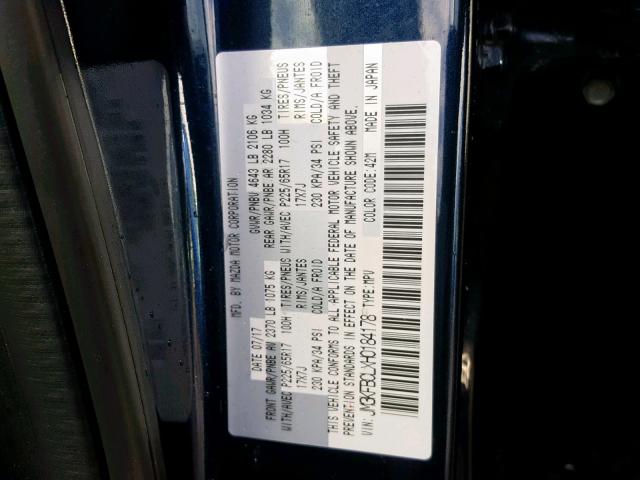 MFD. BY MAZDA MOTOR CORPORATION
DATE 07/17 GVWR/PNBV 4643 LB 2106 KG
FRONT GAWR/PNBE AV 2370 LB 1075 KG REAR GAWR/PNBE AR 2280 LB 1034 KG
WITH/AVEC P225/65R17 100H TIRES/PNEUS WITH/AVEC P225/65R17 100H TIRES/PNEUS
17X7J RIMS/JANTES 17X7J RIMS/JANTES
230 KPA/34 PSI COLD/A FROID 230 KPA/34 PSI COLD/A FROID
THIS VEHICLE CONFORMS TO ALL APPLICABLE FEDERAL MOTOR VEHICLE SAFETY AND THEFT
PREVENTION STANDARDS IN EFFECT ON THE DATE OF MANUFACTURE SHOWN ABOVE.
VIN: JM3KFBCLXH0184178 TYPE:MPV COLOR CODE:42M MADE IN JAPAN